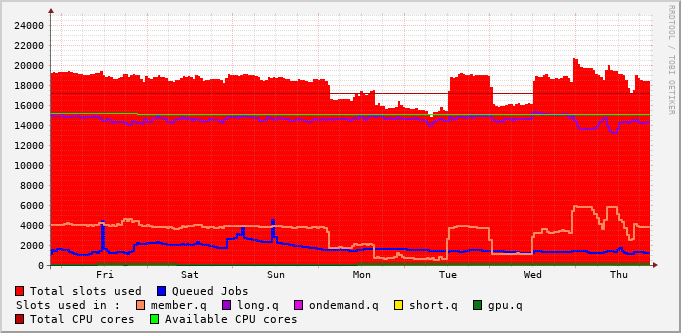 RRDTOOL / TOBI OETIKER
24000
22000
20000
18000
16000
14000
12000
10000
8000
6000
4000
2000
0
Fri Sat Sun Mon Tue Wed Thu
Total slots used Queued Jobs
Slots used in : member.q long.q ondemand.q short.q gpu.q
Total CPU cores Available CPU cores